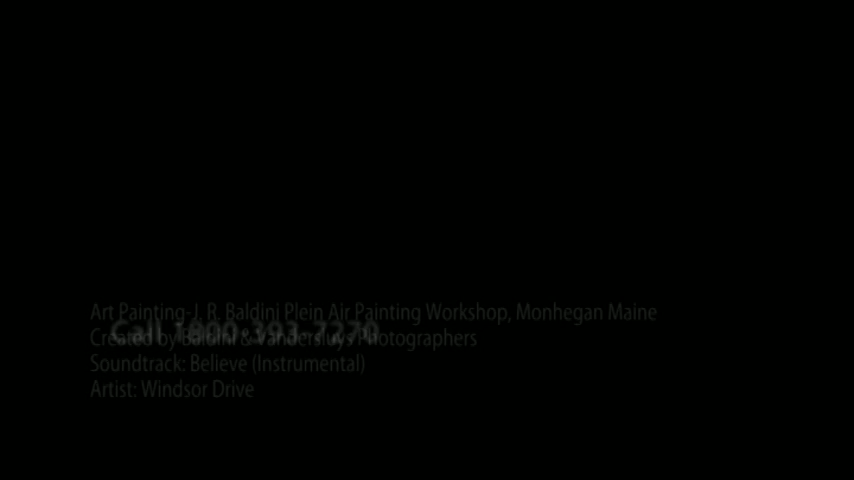 Art Painting-J. R. Baldini Plein Air Painting Workshop, Monhegan Maine
Call 1800.393.7270
Created by Baldini & Vandersluys Photographers
Soundtrack: Believe (Instrumental)
Artist: Windsor Drive